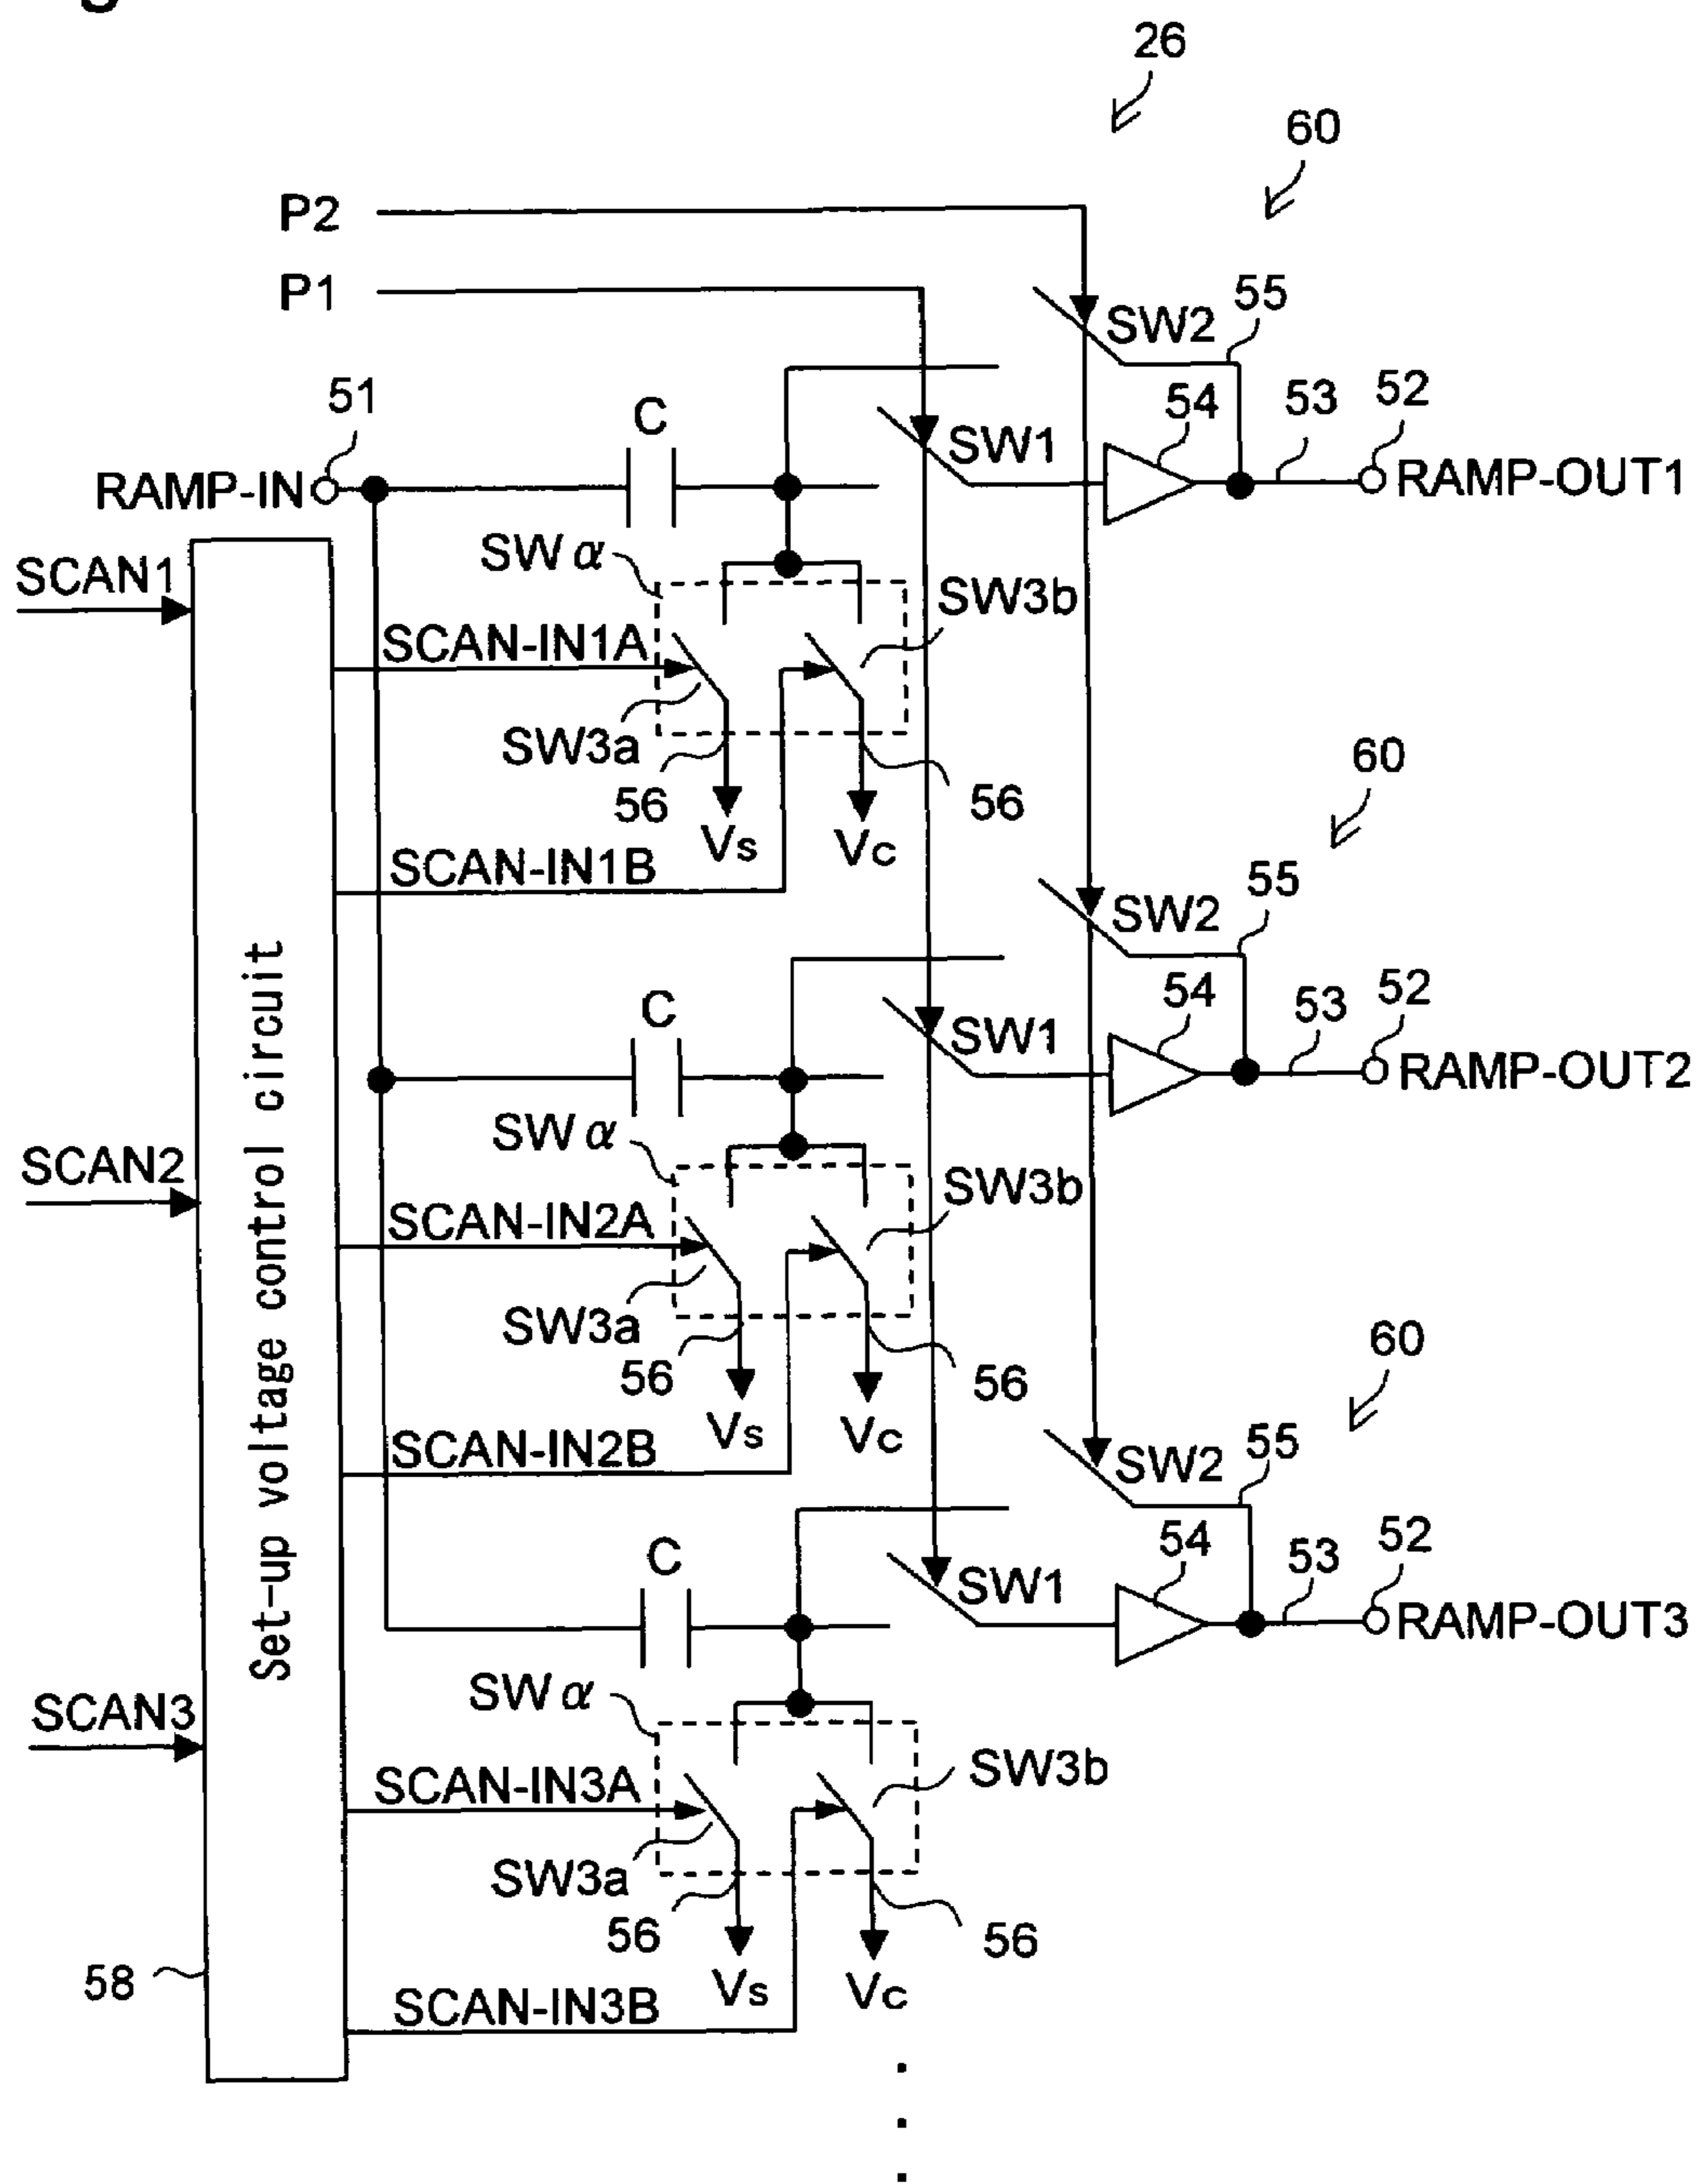 26
60
P2
P1
55
SW2
51
C
54
53
52
SW1
RAMP-IN
RAMP-OUT1
SW α
SCAN1
SW3b
SCAN-IN1A
SW3a
56
56
60
Vs
Vc
SCAN-IN1B
55
SW2
Set-up voltage control circuit
C
54
53
52
SW1
RAMP-OUT2
SW α
SCAN2
SW3b
SCAN-IN2A
SW3a
56
56
60
Vs
Vc
SCAN-IN2B
55
SW2
C
54
53
52
SW1
RAMP-OUT3
SW α
SCAN3
SW3b
SCAN-IN3A
SW3a
56
56
58
Vs
Vc
SCAN-IN3B